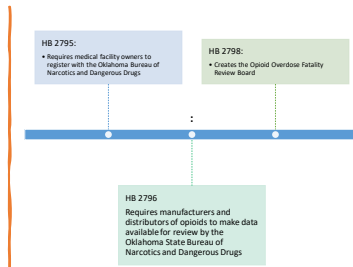 HB 2795:
• Requires medical facility owners to
register with the Oklahoma Bureau of
Narcotics and Dangerous Drugs
HB 2798:
• Creates the Opioid Overdose Fatality
Review Board
:
HB 2796
Requires manufacturers and
distributors of opioids to make data
available for review by the
Oklahoma State Bureau of
Narcotics and Dangerous Drugs